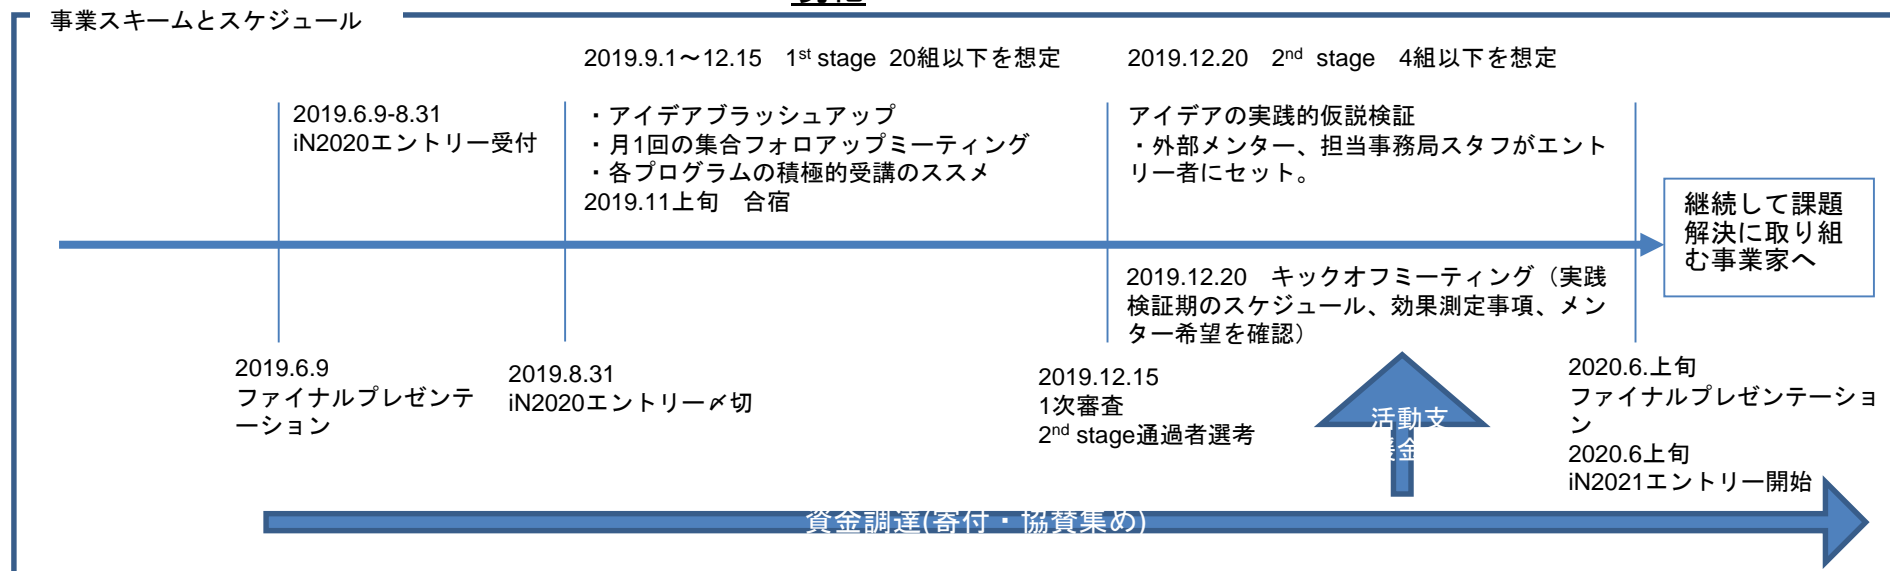 事業スキームとスケジュール
2019.9.1～12.15 1st stage 20組以下を想定
2019.12.20 2nd stage 4組以下を想定
2019.6.9-8.31
iN2020エントリー受付
・アイデアブラッシュアップ
・月1回の集合フォロアップミーティング
・各プログラムの積極的受講のススメ
2019.11上旬 合宿
アイデアの実践的仮説検証
・外部メンター、担当事務局スタッフがエント
リー者にセット。
継続して課題
解決に取り組
む事業家へ
2019.12.20 キックオフミーティング（実践
検証期のスケジュール、効果測定事項、メン
ター希望を確認）
2019.6.9
ファイナルプレゼンテ
ーション
2019.8.31
iN2020エントリー〆切
2019.12.15
1次審査
2nd stage通過者選考
活動支
援金
2020.6.上旬
ファイナルプレゼンテーショ
ン
2020.6上旬
iN2021エントリー開始
資金調達(寄付・協賛集め)